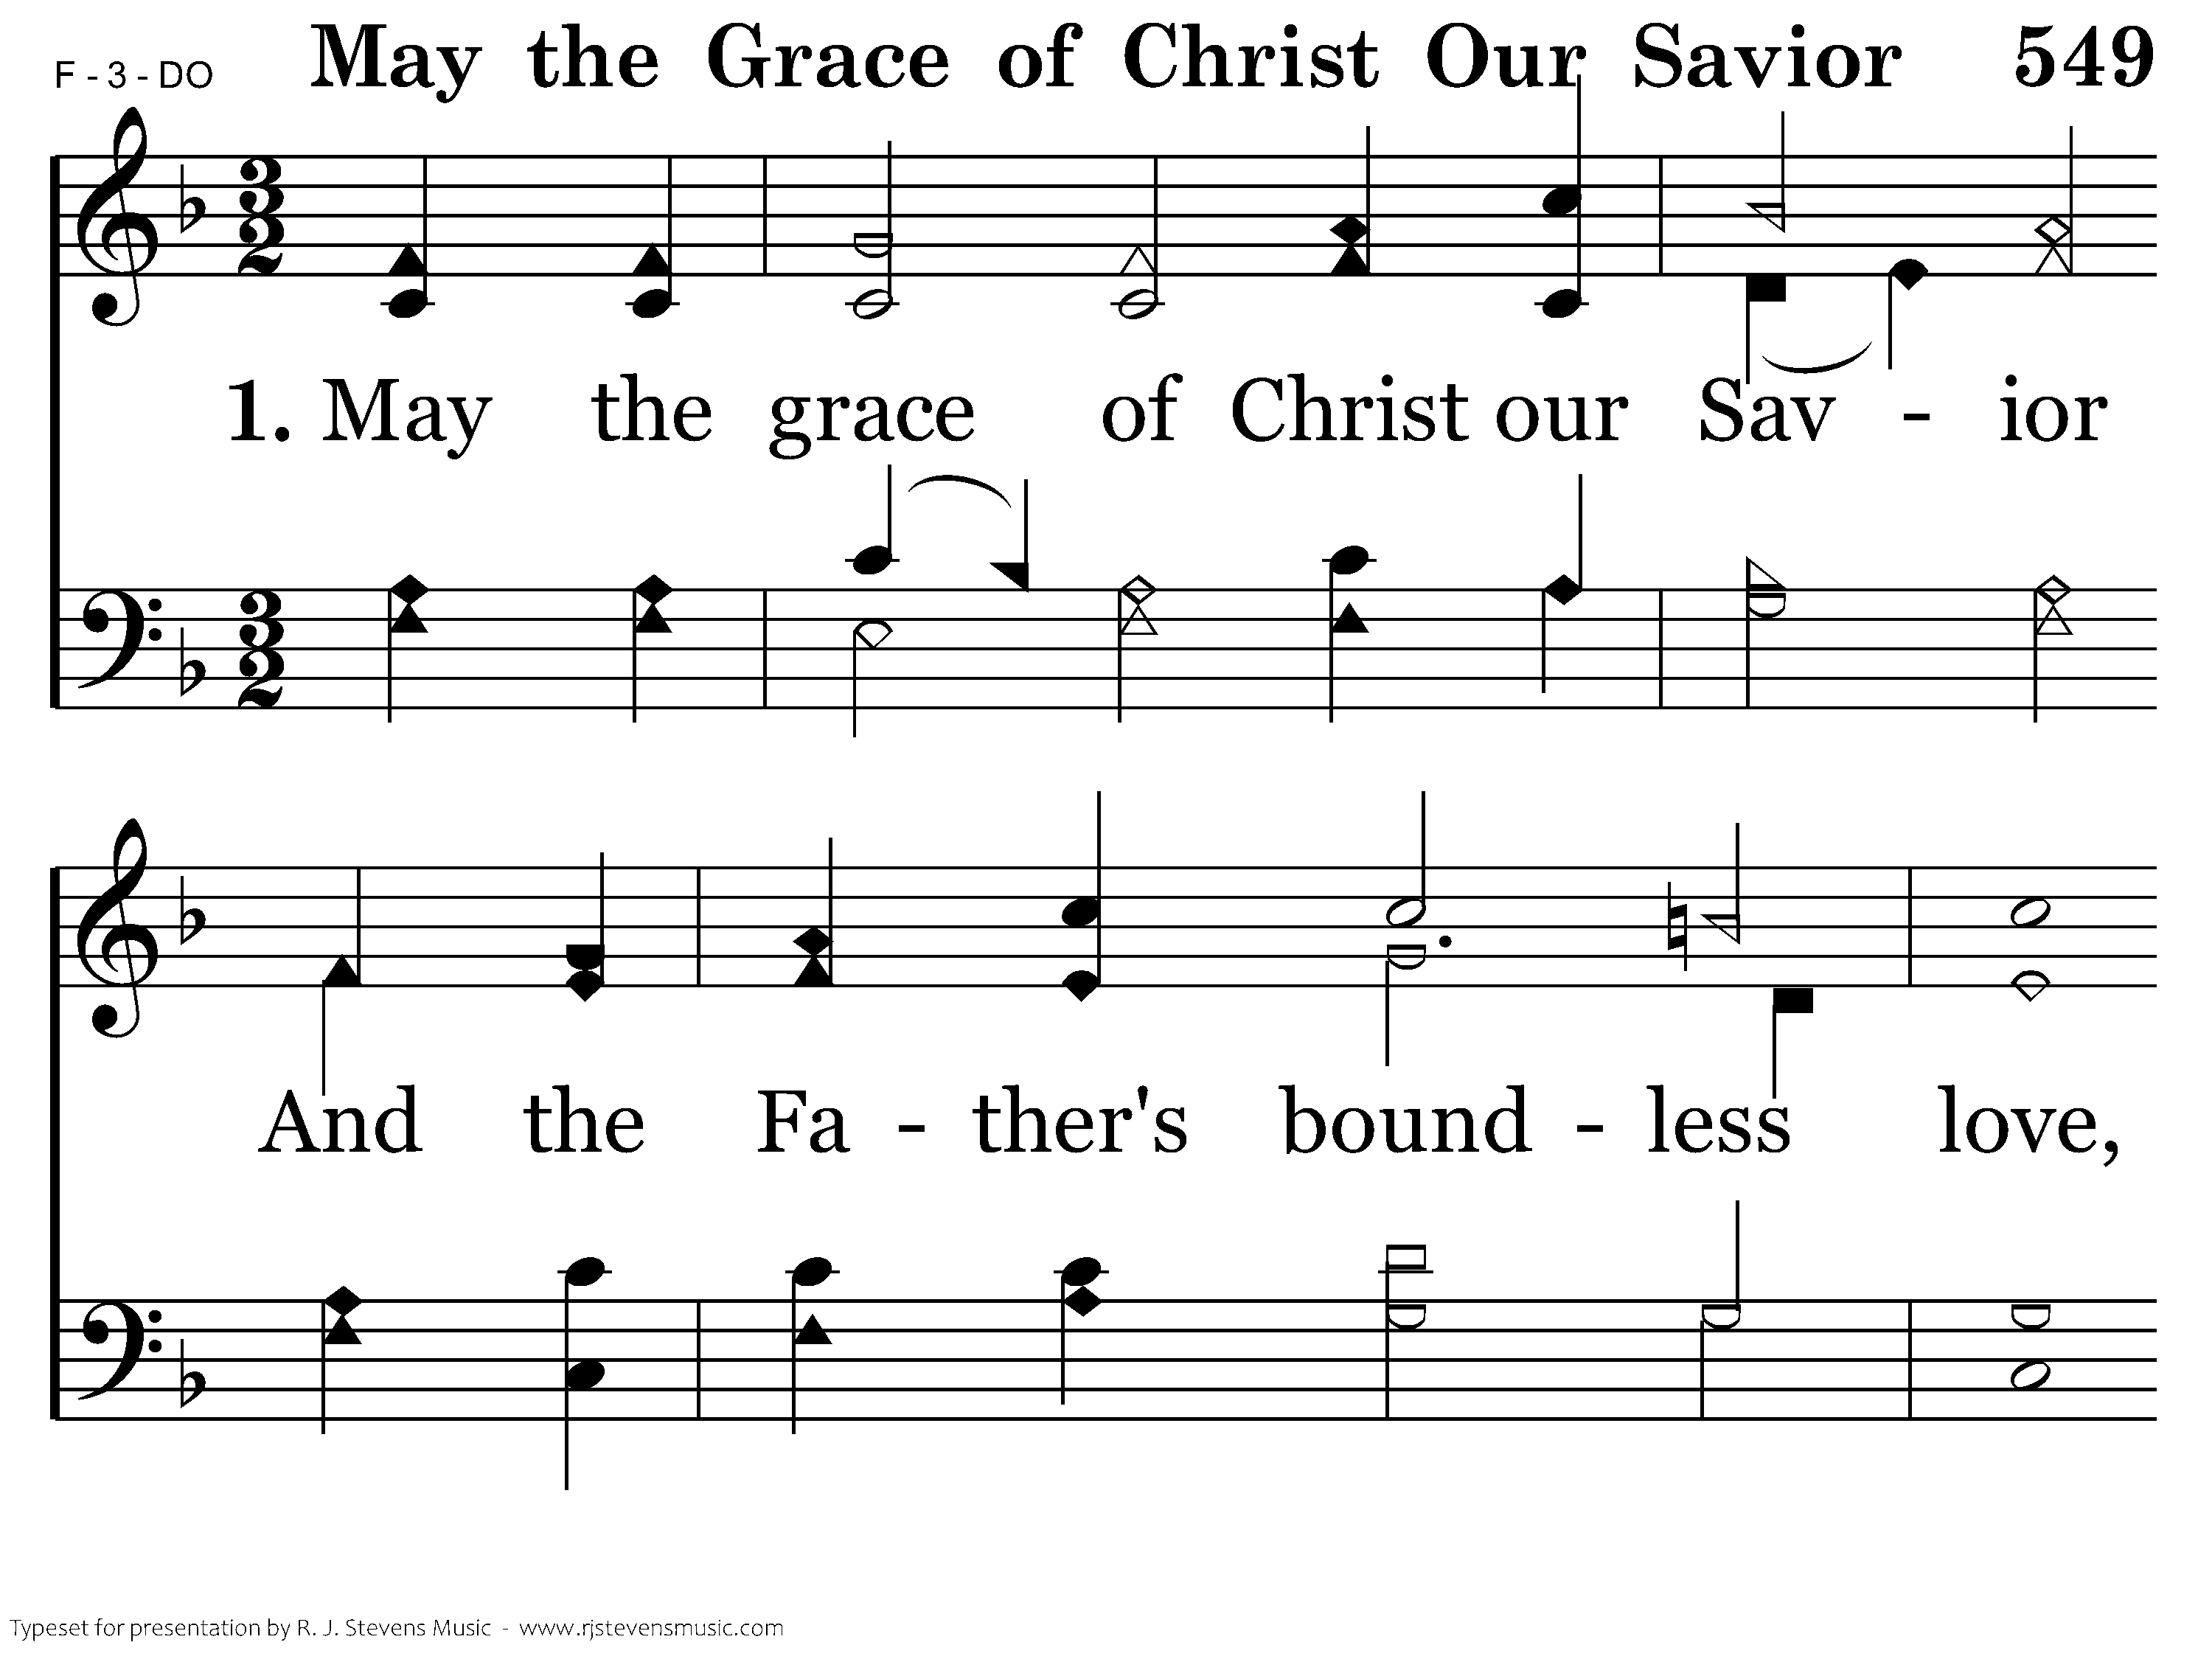 May the Grace of Christ Our Savior 549
F - 3 - DO
1. May the grace of Christ our Sav - ior
And the Fa - ther's bound - less love,
Typeset for presentation by R. J. Stevens Music - www.rjstevensmusic.com